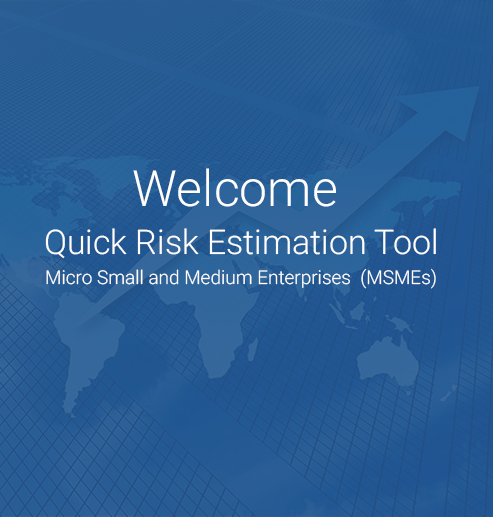 Welcome
Quick Risk Estimation Tool
Micro Small and Medium Enterprises (MSMEs)